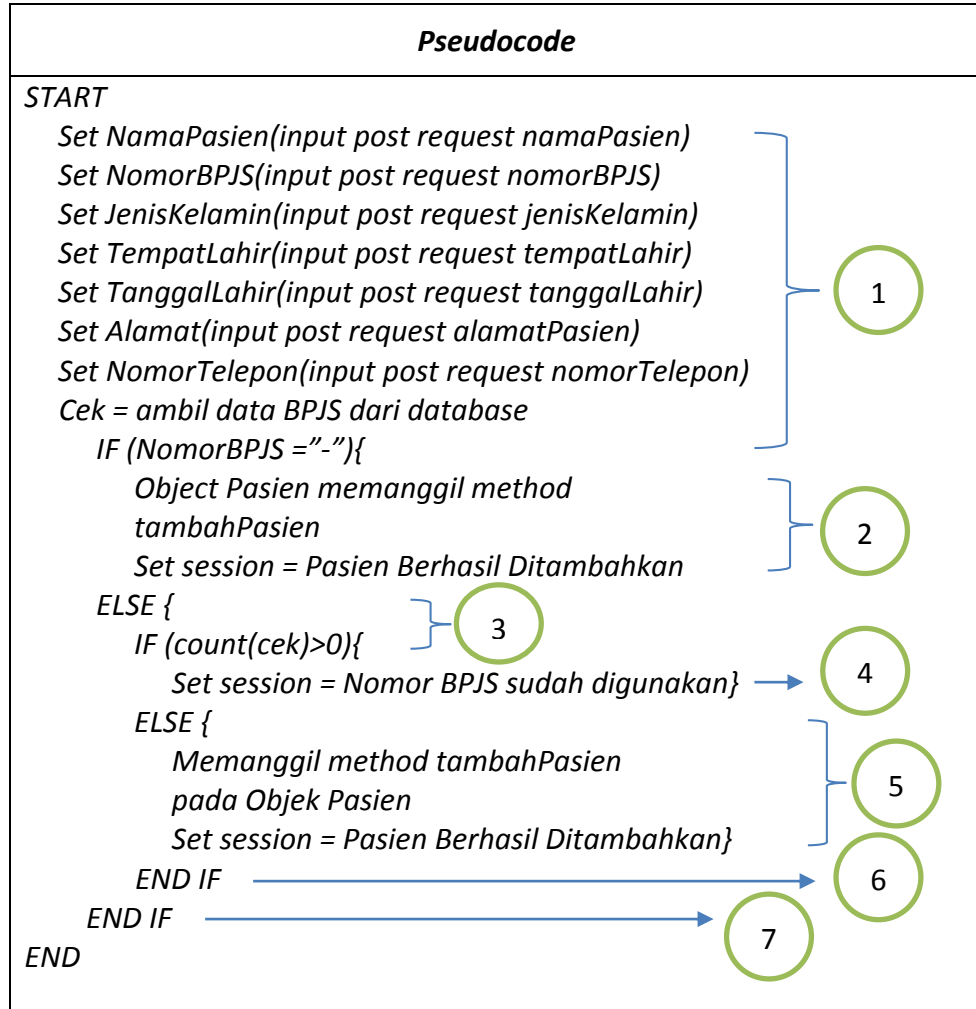 Pseudocode
START
Set NamaPasien(input post request namaPasien)
Set NomorBPJS(input post request nomorBPJS)
Set JenisKelamin(input post request jenisKelamin)
Set TempatLahir(input post request tempatLahir)
Set TanggalLahir(input post request tanggalLahir)
1
Set Alamat(input post request alamatPasien)
Set NomorTelepon(input post request nomorTelepon)
Cek = ambil data BPJS dari database
IF (NomorBPJS =”-”){
Object Pasien memanggil method
tambahPasien
2
Set session = Pasien Berhasil Ditambahkan
ELSE {
3
IF (count(cek)>0){
Set session = Nomor BPJS sudah digunakan}
4
ELSE {
Memanggil method tambahPasien
pada Objek Pasien
5
Set session = Pasien Berhasil Ditambahkan}
END IF
6
END IF
7
END